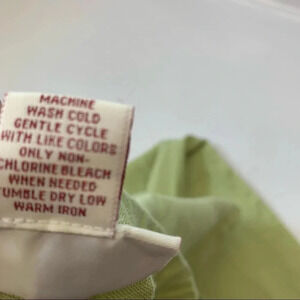 MACHINE
WASH COLD
GENTLE CYCLE
WITH LIKE COLORS
ONLY NON-
CHLORINE BLEACH
WHEN NEEDED
TUMBLE DRY LOW
WARM IRON